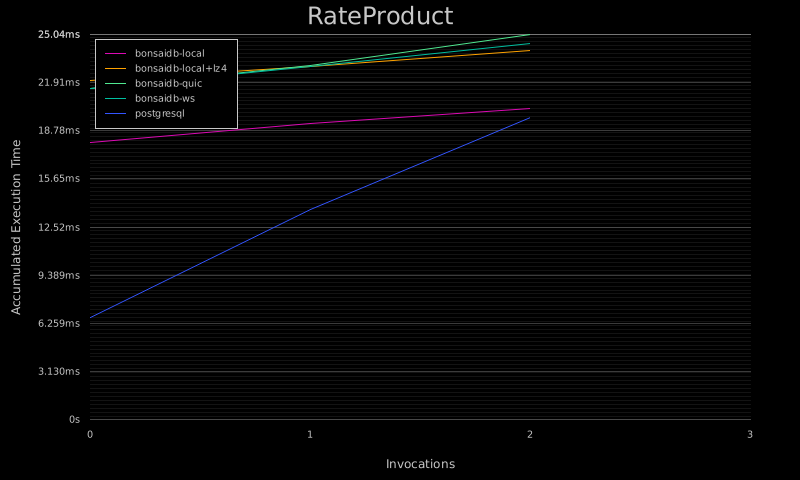 RateProduct
25.04ms
21.91ms
18.78ms
15.65ms
12.52ms
9.389ms
6.259ms
3.130ms
0s
Accumulated Execution Time
bonsaidb-local
bonsaidb-local+lz4
bonsaidb-quic
bonsaidb-ws
postgresql
0 1 2 3
Invocations